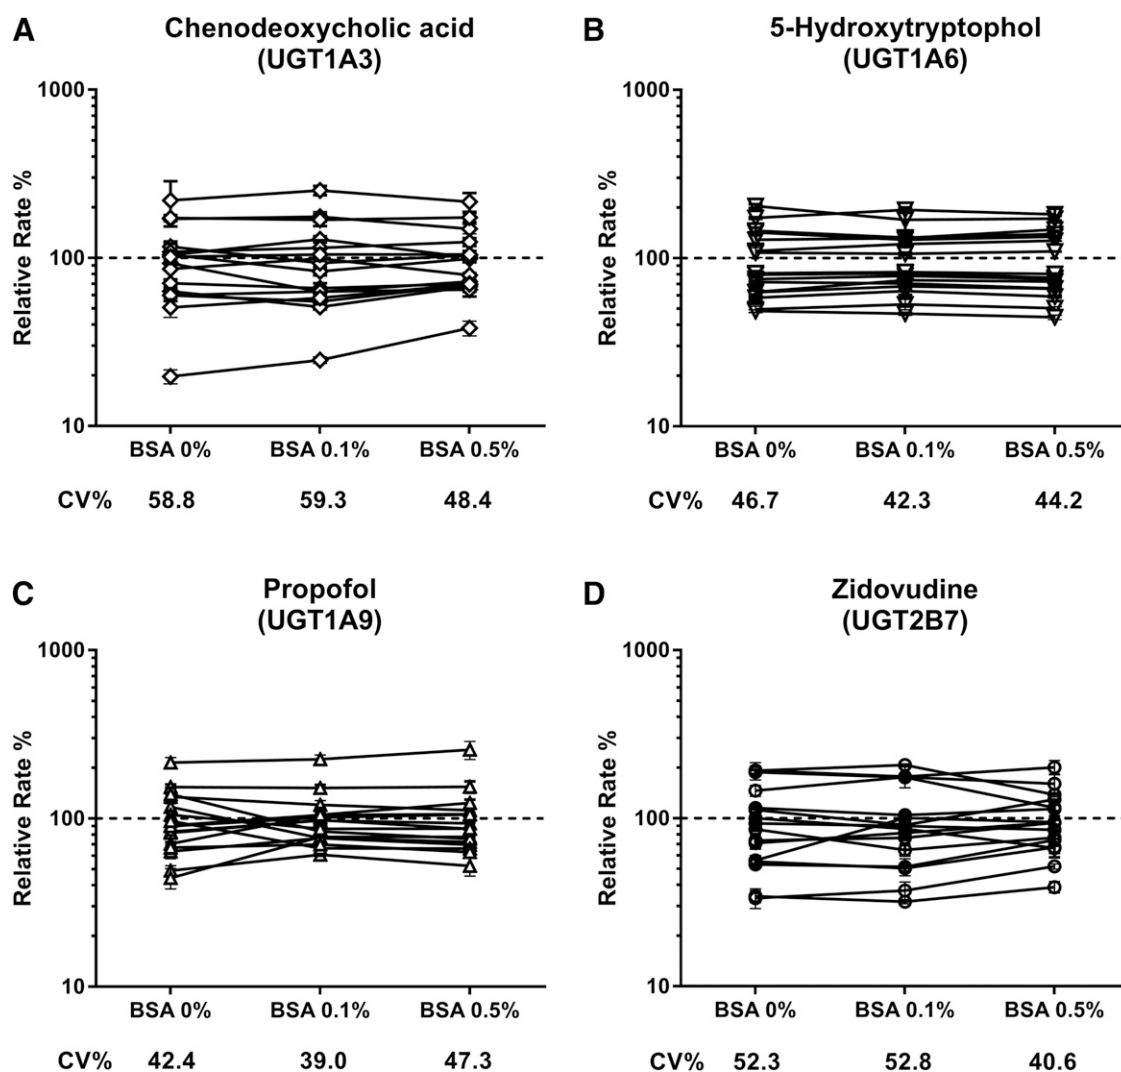 A
Chenodeoxycholic acid
(UGT1A3)
Relative Rate %
1000
100
10
BSA 0% BSA 0.1% BSA 0.5%
CV% 58.8 59.3 48.4
B
5-Hydroxytryptophol
(UGT1A6)
Relative Rate %
1000
100
10
BSA 0% BSA 0.1% BSA 0.5%
CV% 46.7 42.3 44.2
C
Propofol
(UGT1A9)
Relative Rate %
1000
100
10
BSA 0% BSA 0.1% BSA 0.5%
CV% 42.4 39.0 47.3
D
Zidovudine
(UGT2B7)
Relative Rate %
1000
100
10
BSA 0% BSA 0.1% BSA 0.5%
CV% 52.3 52.8 40.6